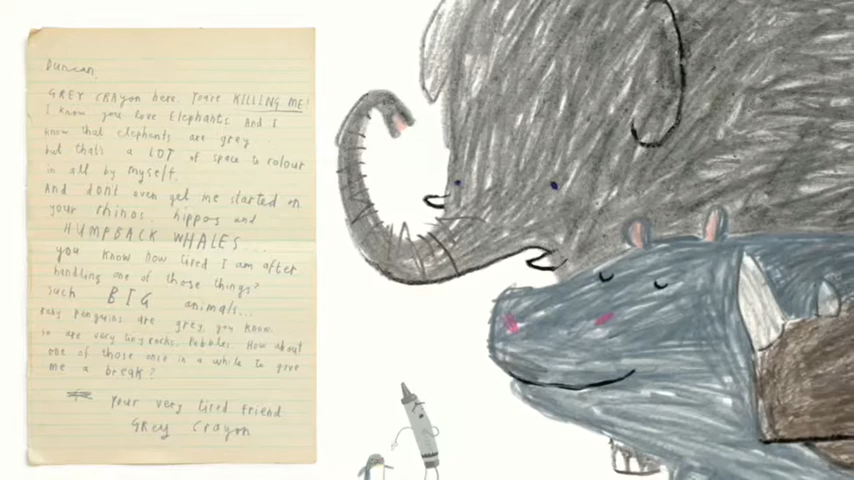 Duncan,
GREY CRAyon here. You're KILLING ME!
I know you love Elephants. And I
know that elephants are grey
but that's a LOT of space to colour
in all by myself.
And don't even get me started on
your rhinos, hippos and
HUMPBACK WHALES...
you know how tired I am after
handling one of those things?
Such BIG animals...
Baby penguins are grey, you know.
So are very tiny rocks. Pebbles. How about
one of those once in a while to give
me a break?
Your very tired friend
GREy Crayon